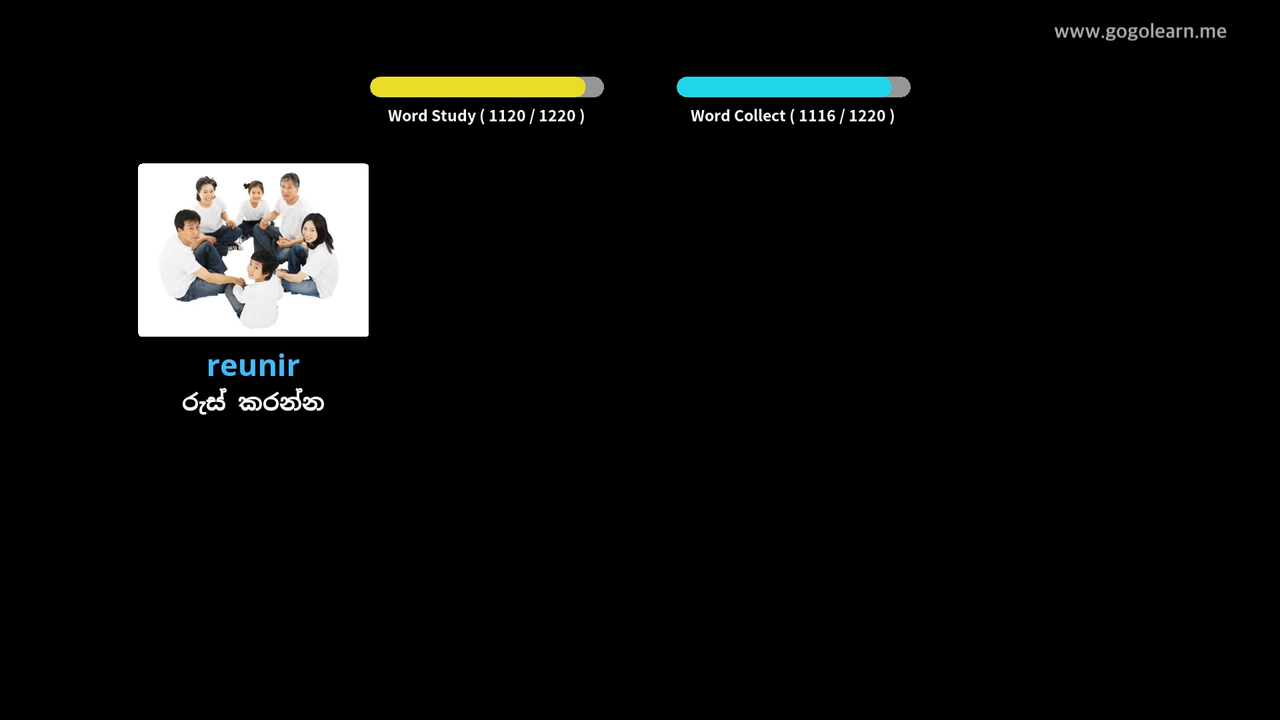 www.gogolearn.me
Word Study ( 1120 / 1220 )
Word Collect ( 1116 / 1220 )
reunir
රුස් කරන්න